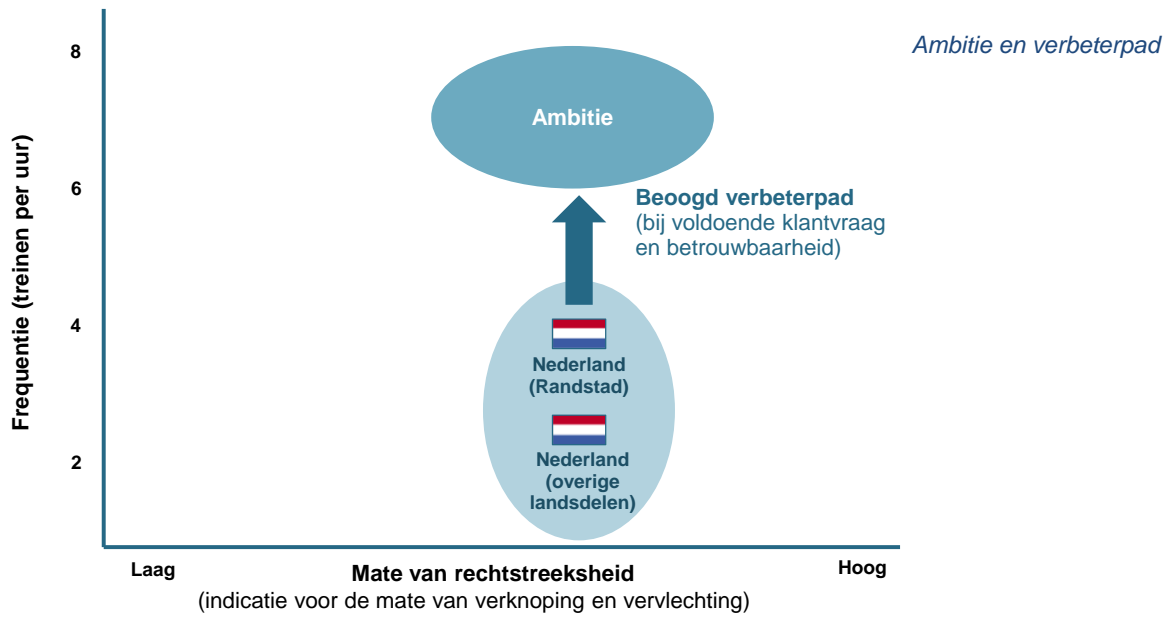 Ambitie en verbeterpad
Frequentie (treinen per uur)
8
6
4
2
Ambitie
Beoogd verbeterpad
(bij voldoende klantvraag
en betrouwbaarheid)
Nederland
(Randstad)
Nederland
(overige
landsdelen)
Laag
Mate van rechtstreeksheid
Hoog
(indicatie voor de mate van verknoping en vervlechting)